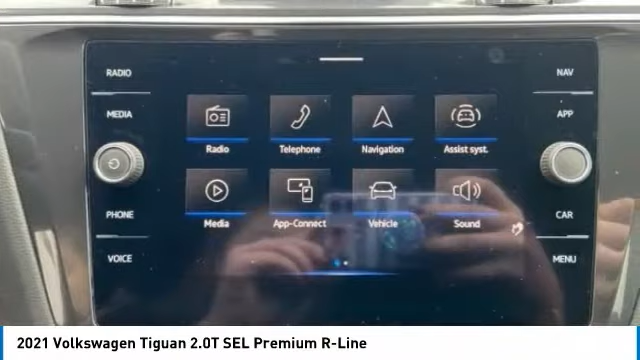 RADIO
NAV
MEDIA
APP
Radio
Telephone
Navigation
Assist syst.
PHONE
CAR
Media
App-Connect
Vehicle
Sound
VOICE
MENU
2021 Volkswagen Tiguan 2.0T SEL Premium R-Line